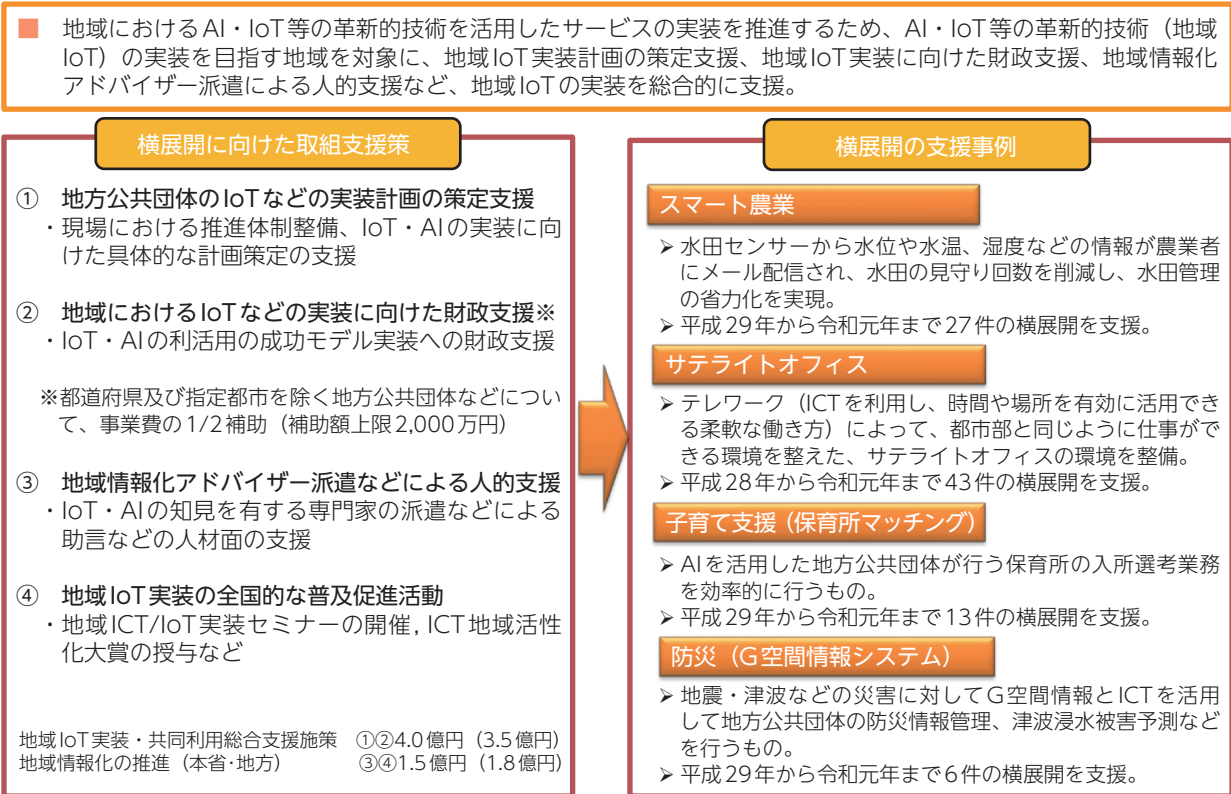 ■ 地域におけるAI・IoT等の革新的技術を活用したサービスの実装を推進するため、AI・IoT等の革新的技術（地域
IoT）の実装を目指す地域を対象に、地域IoT実装計画の策定支援、地域IoT実装に向けた財政支援、地域情報化
アドバイザー派遣による人的支援など、地域IoTの実装を総合的に支援。
横展開に向けた取組支援策
① 地方公共団体のIoTなどの実装計画の策定支援
・現場における推進体制整備、IoT・AIの実装に向
けた具体的な計画策定の支援
② 地域におけるIoTなどの実装に向けた財政支援※
・IoT・AIの利活用の成功モデル実装への財政支援
※都道府県及び指定都市を除く地方公共団体などについ
て、事業費の1/2補助（補助額上限2,000万円）
③ 地域情報化アドバイザー派遣などによる人的支援
・IoT・AIの知見を有する専門家の派遣などによる
助言などの人材面の支援
④ 地域IoT実装の全国的な普及促進活動
・地域ICT/IoT実装セミナーの開催, ICT地域活性
化大賞の授与など
地域IoT実装・共同利用総合支援施策 ①②4.0億円（3.5億円）
地域情報化の推進（本省･地方） ③④1.5億円（1.8億円）
横展開の支援事例
スマート農業
➢ 水田センサーから水位や水温、湿度などの情報が農業者
にメール配信され、水田の見守り回数を削減し、水田管理
の省力化を実現。
➢ 平成29年から令和元年まで27件の横展開を支援。
サテライトオフィス
➢ テレワーク（ICTを利用し、時間や場所を有効に活用でき
る柔軟な働き方）によって、都市部と同じように仕事がで
きる環境を整えた、サテライトオフィスの環境を整備。
➢ 平成28年から令和元年まで43件の横展開を支援。
子育て支援（保育所マッチング）
➢ AIを活用した地方公共団体が行う保育所の入所選考業務
を効率的に行うもの。
➢ 平成29年から令和元年まで13件の横展開を支援。
防災（G空間情報システム）
➢ 地震・津波などの災害に対してG空間情報とICTを活用
して地方公共団体の防災情報管理、津波浸水被害予測など
を行うもの。
➢ 平成29年から令和元年まで6件の横展開を支援。